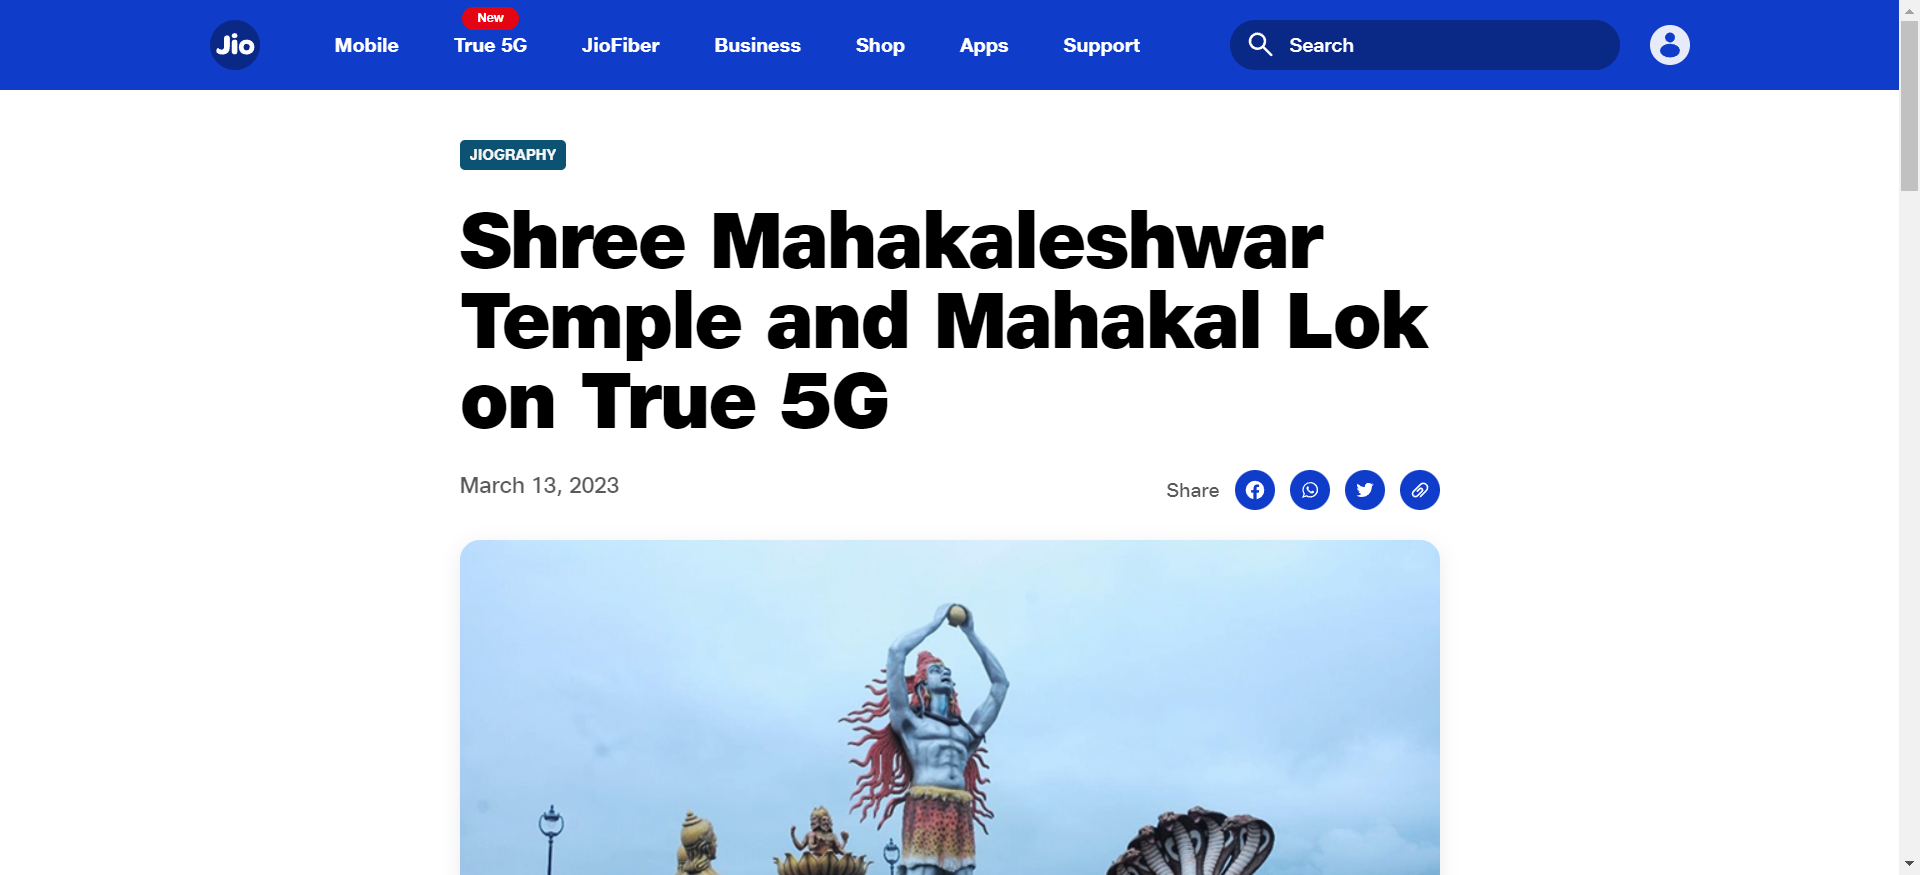 Jio
Mobile
New
True 5G
JioFiber
Business
Shop
Apps
Support
Search
JIOGRAPHY
Shree Mahakaleshwar
Temple and Mahakal Lok
on True 5G
March 13, 2023
Share